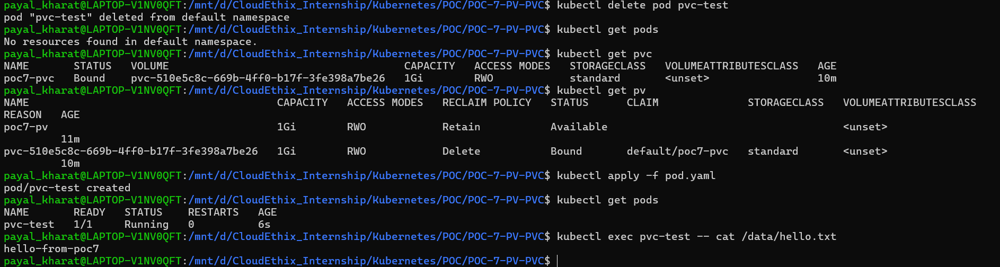 payal_kharat@LAPTOP-V1NV0QFT:/mnt/d/CloudEthix_Internship/Kubernetes/POC/POC-7-PV-PVC$ kubectl delete pod pvc-test
pod "pvc-test" deleted from default namespace
payal_kharat@LAPTOP-V1NV0QFT:/mnt/d/CloudEthix_Internship/Kubernetes/POC/POC-7-PV-PVC$ kubectl get pods
No resources found in default namespace.
payal_kharat@LAPTOP-V1NV0QFT:/mnt/d/CloudEthix_Internship/Kubernetes/POC/POC-7-PV-PVC$ kubectl get pvc
NAME       STATUS   VOLUME                                     CAPACITY   ACCESS MODES   STORAGECLASS   VOLUMEATTRIBUTESCLASS   AGE
poc7-pvc   Bound    pvc-510e5c8c-669b-4ff0-b17f-3fe398a7be26   1Gi        RWO            standard       <unset>                 10m
payal_kharat@LAPTOP-V1NV0QFT:/mnt/d/CloudEthix_Internship/Kubernetes/POC/POC-7-PV-PVC$ kubectl get pv
NAME                                       CAPACITY   ACCESS MODES   RECLAIM POLICY   STATUS      CLAIM              STORAGECLASS   VOLUMEATTRIBUTESCLASS
REASON   AGE
poc7-pv                                    1Gi        RWO            Retain           Available                                     <unset>
         11m
pvc-510e5c8c-669b-4ff0-b17f-3fe398a7be26   1Gi        RWO            Delete           Bound       default/poc7-pvc   standard       <unset>
         10m
payal_kharat@LAPTOP-V1NV0QFT:/mnt/d/CloudEthix_Internship/Kubernetes/POC/POC-7-PV-PVC$ kubectl apply -f pod.yaml
pod/pvc-test created
payal_kharat@LAPTOP-V1NV0QFT:/mnt/d/CloudEthix_Internship/Kubernetes/POC/POC-7-PV-PVC$ kubectl get pods
NAME       READY   STATUS    RESTARTS   AGE
pvc-test   1/1     Running   0          6s
payal_kharat@LAPTOP-V1NV0QFT:/mnt/d/CloudEthix_Internship/Kubernetes/POC/POC-7-PV-PVC$ kubectl exec pvc-test -- cat /data/hello.txt
hello-from-poc7
payal_kharat@LAPTOP-V1NV0QFT:/mnt/d/CloudEthix_Internship/Kubernetes/POC/POC-7-PV-PVC$